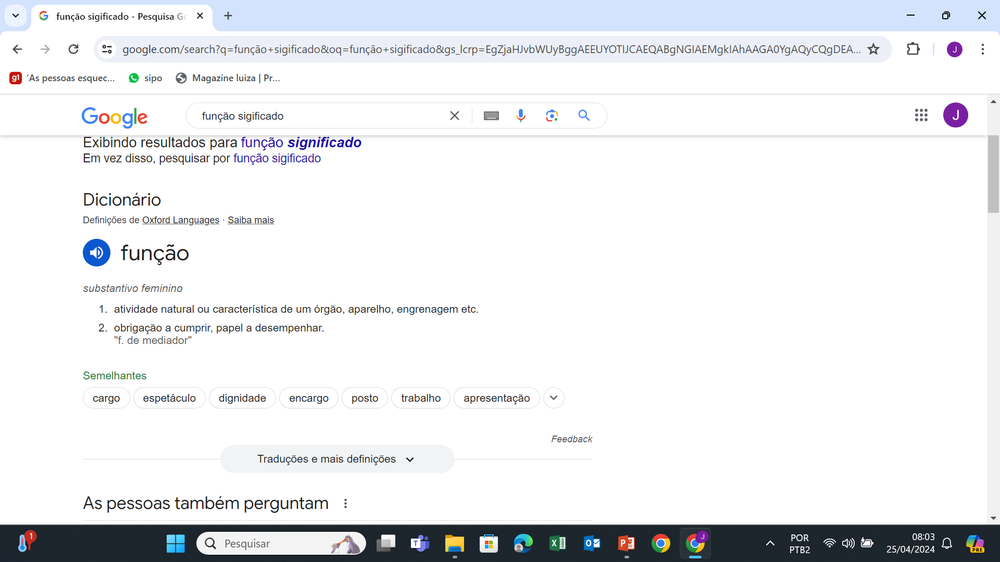 função sigificado - Pesquisa Go
google.com/search?q=função+sigificado&oq=função+sigificado&gs_lcrp=EgZjaHJvbWUyBggAEEUYOTIJCAEQABgNGIAEMgkIAhAAGA0YgAQyCQgDEA...
g1 ‘As pessoas esquec... sipo Magazine luiza | Pr...
J
Google função sigificado J
Exibindo resultados para função significado
Em vez disso, pesquisar por função sigificado
Dicionário
Definições de Oxford Languages · Saiba mais
função
substantivo feminino
1. atividade natural ou característica de um órgão, aparelho, engrenagem etc.
2. obrigação a cumprir, papel a desempenhar.
"f. de mediador"
Semelhantes
cargo espetáculo dignidade encargo posto trabalho apresentação
Feedback
Traduções e mais definições
As pessoas também perguntam
1 Pesquisar J POR 08:03
PTB2 25/04/2024 PRE